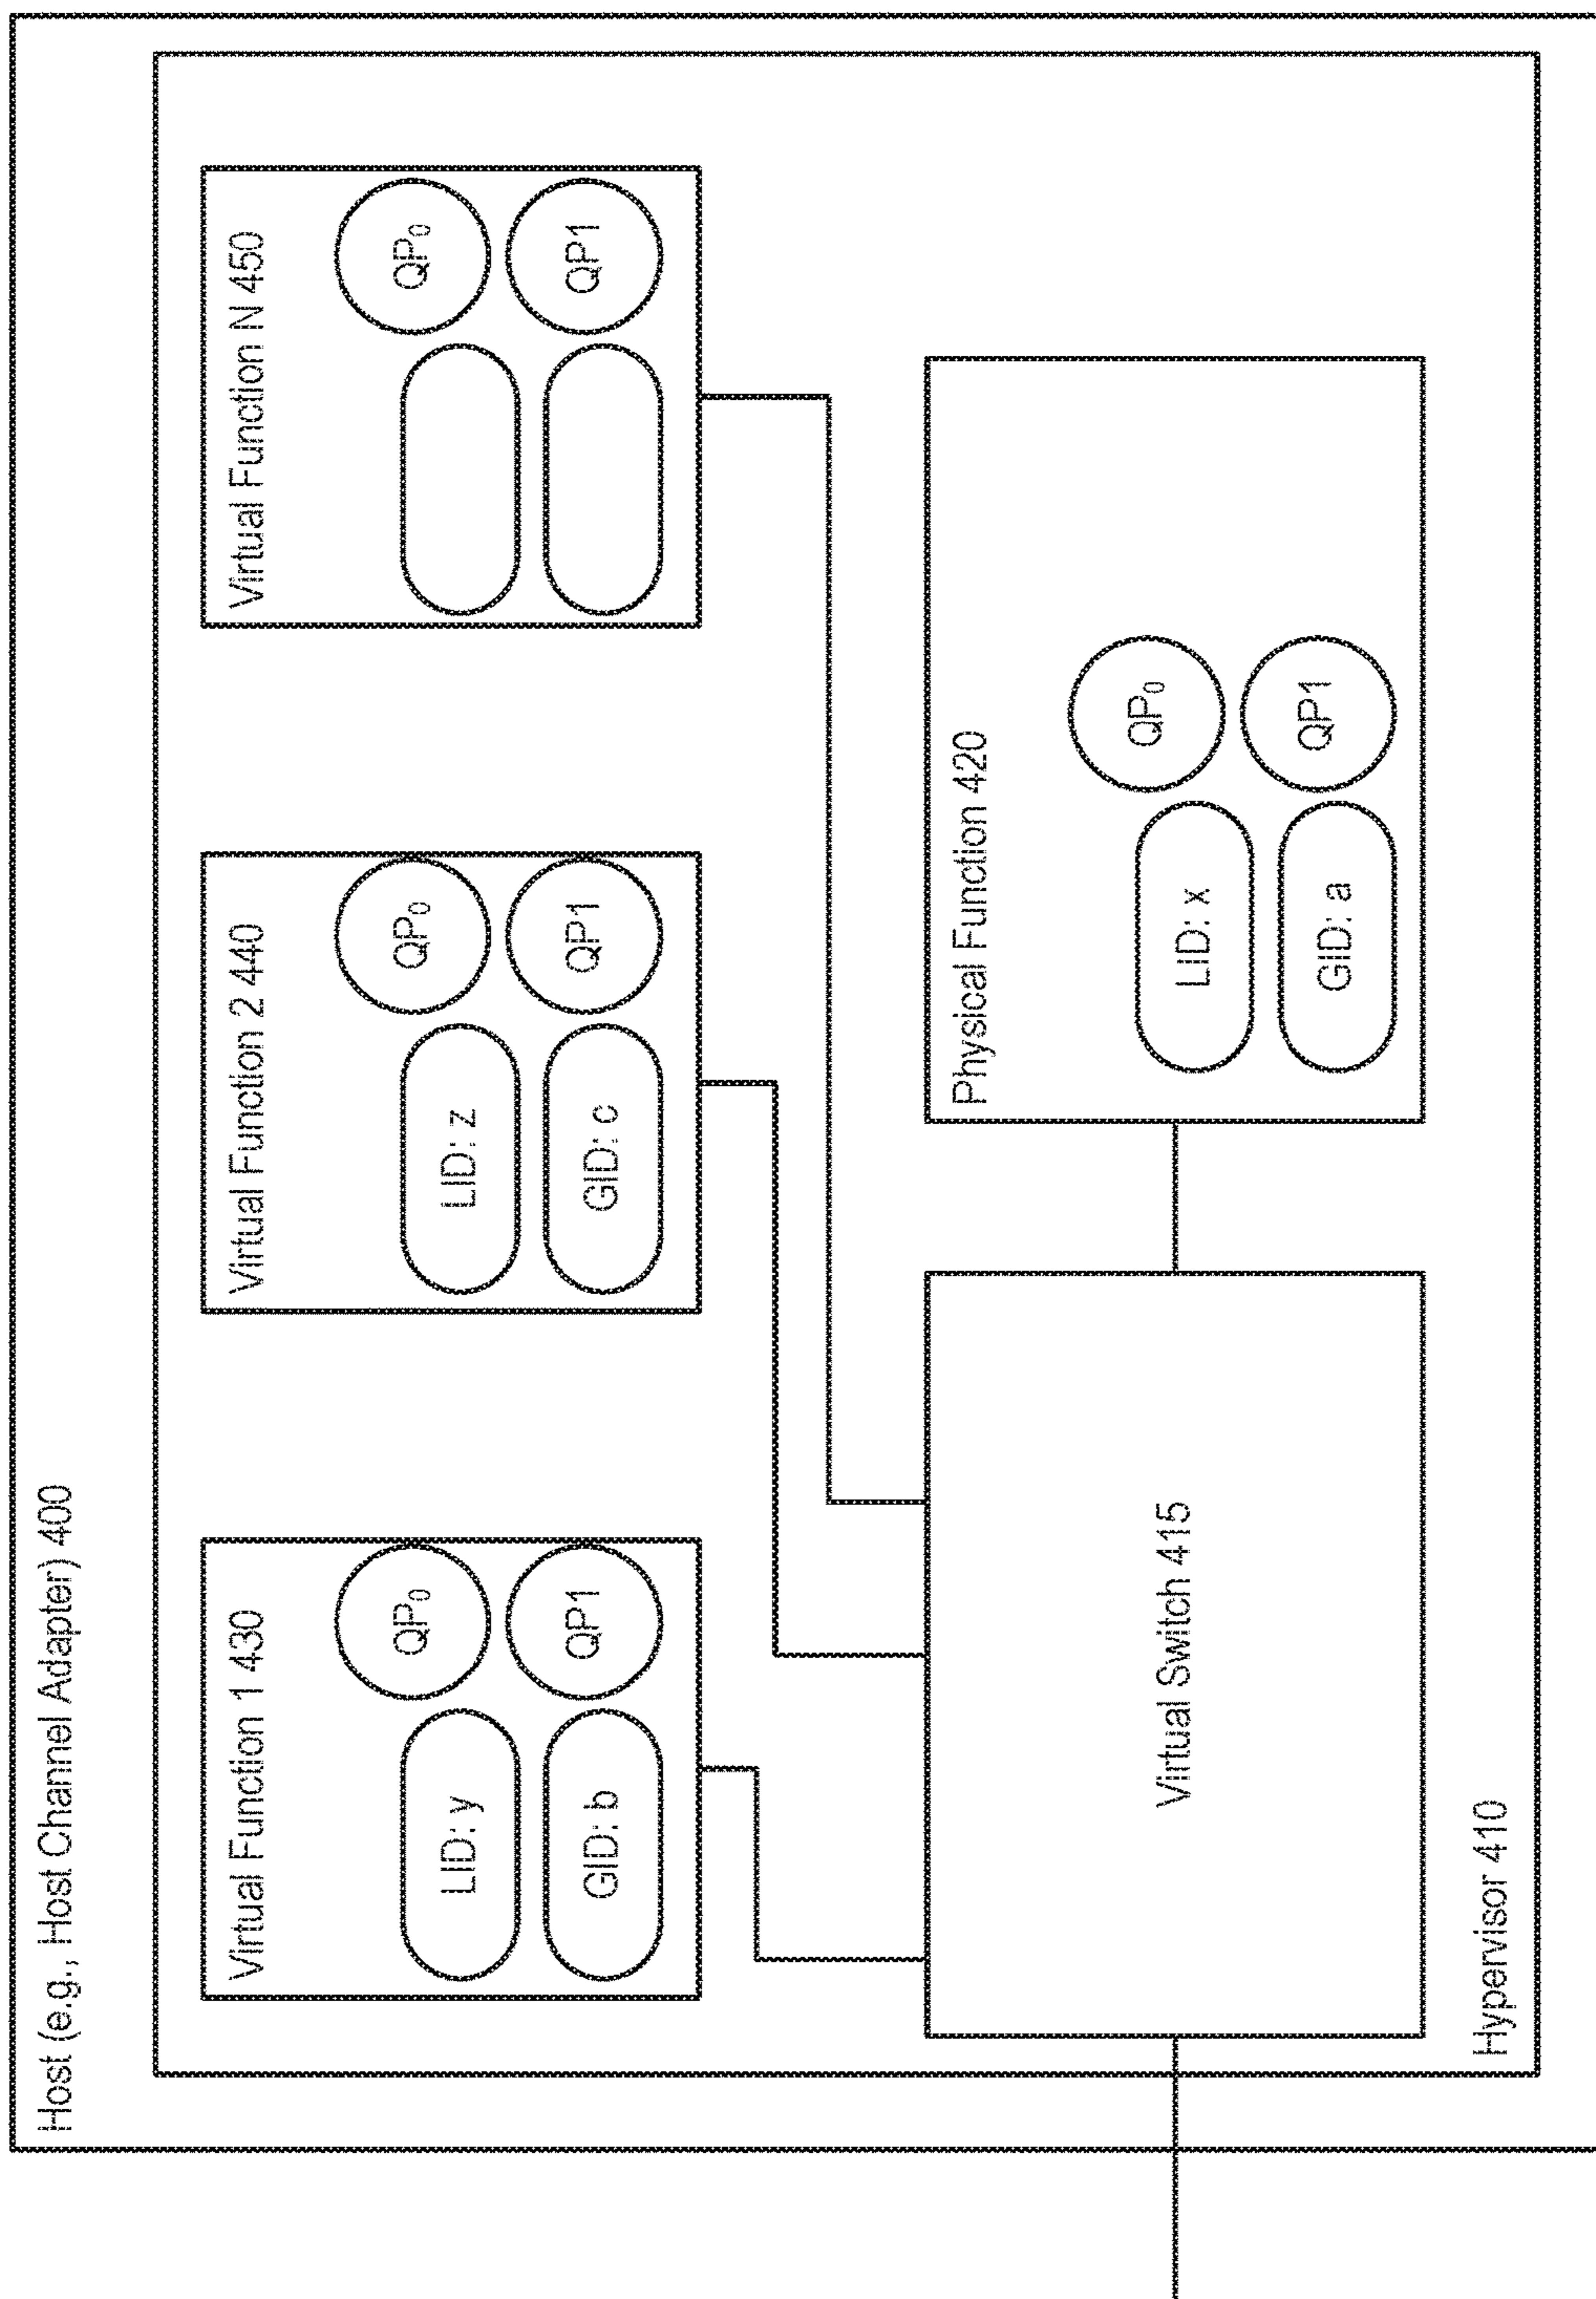 Host (e.g., Host Channel Adapter) 400
Virtual Function 1 430
QP₀
LID: y
QP1
GID: b
Virtual Function 2 440
QP₀
LID: z
QP1
GID: c
Virtual Function N 450
QP₀
QP1
Virtual Switch 415
Physical Function 420
QP₀
LID: x
QP1
GID: a
Hypervisor 410